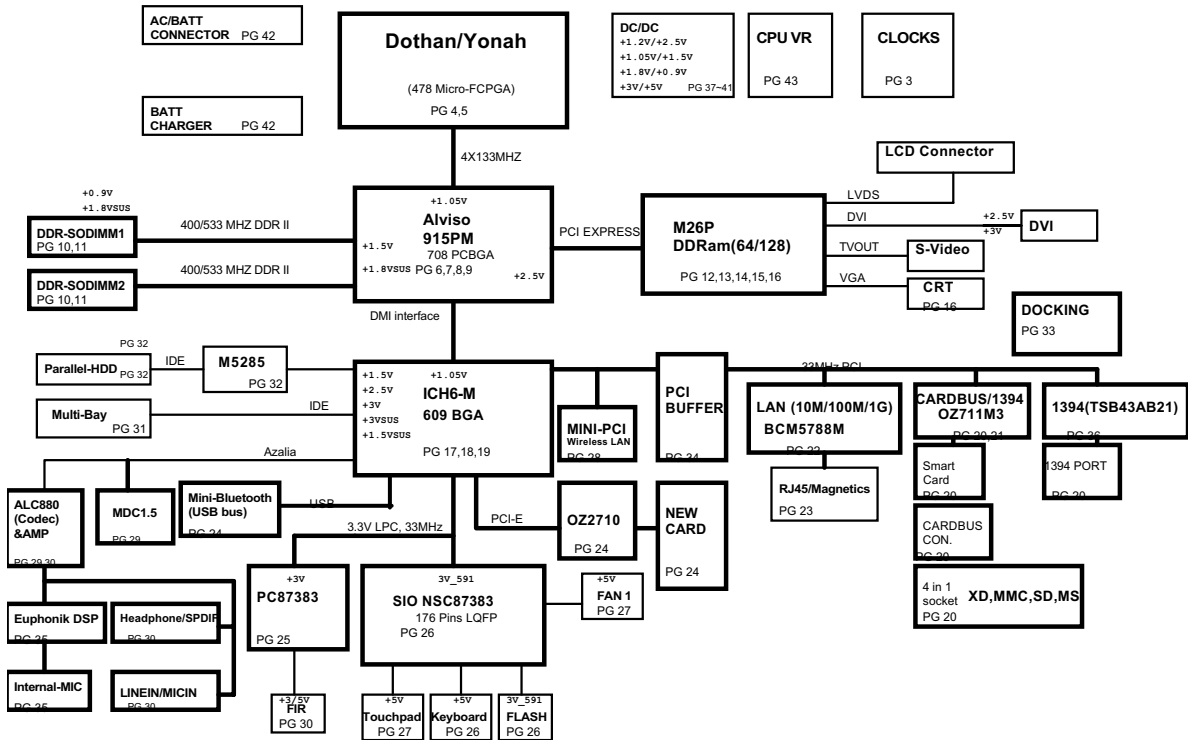 AC/BATT
CONNECTOR PG 42
BATT
CHARGER PG 42
Dothan/Yonah
(478 Micro-FCPGA)
PG 4,5
DC/DC
+1.2V/+2.5V
+1.05V/+1.5V
+1.8V/+0.9V
+3V/+5V PG 37~41
CPU VR
PG 43
CLOCKS
PG 3
4X133MHZ
LCD Connector
+0.9V
+1.8VSUS
DDR-SODIMM1
PG 10,11
400/533 MHZ DDR II
DDR-SODIMM2
PG 10,11
400/533 MHZ DDR II
+1.05V
Alviso
915PM
708 PCBGA
PG 6,7,8,9
+1.5V
+1.8VSUS
+2.5V
PCI EXPRESS
M26P
DDRam(64/128)
PG 12,13,14,15,16
LVDS
DVI
+2.5V
+3V
DVI
TVOUT
S-Video
VGA
CRT
PG 16
DOCKING
PG 33
DMI interface
PG 32
Parallel-HDD PG 32
IDE
M5285
PG 32
Multi-Bay
PG 31
IDE
+1.5V
+2.5V
+3V
+3VSUS
+1.5VSUS
+1.05V
ICH6-M
609 BGA
PG 17,18,19
33MHz PCI
MINI-PCI
Wireless LAN
PG 28
PCI
BUFFER
PG 34
LAN (10M/100M/1G)
BCM5788M
PG 22
CARDBUS/1394
OZ711M3
PG 20,21
1394(TSB43AB21)
PG 36
RJ45/Magnetics
PG 23
Smart
Card
PG 20
1394 PORT
PG 20
CARDBUS
CON.
PG 20
4 in 1
socket XD,MMC,SD,MS
PG 20
Azalia
ALC880
(Codec)
&AMP
PG 29,30
MDC1.5
PG 29
Mini-Bluetooth
(USB bus)
PG 24
USB
3.3V LPC, 33MHz
PCI-E
OZ2710
PG 24
NEW
CARD
PG 24
Euphonik DSP
PG 35
Headphone/SPDIF
PG 30
Internal-MIC
PG 35
LINEIN/MICIN
PG 30
+3V
PC87383
PG 25
3V_591
SIO NSC87383
176 Pins LQFP
PG 26
+5V
FAN 1
PG 27
+3/5V
FIR
PG 30
+5V
Touchpad
PG 27
+5V
Keyboard
PG 26
3V_591
FLASH
PG 26